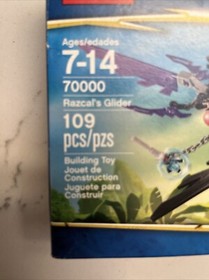 Ages/edades
7-14
70000
Razcal's Glider
109
pcs/pzs
Building Toy
Jouet de
Construction
Juguete para
Construir